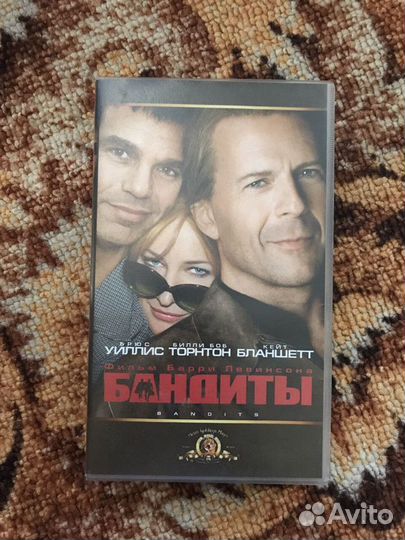 БРЮС БИЛЛИ БОБ КЕЙТ
УИЛЛИС ТОРНТОН БЛАНШЕТТ
Фильм Барри Левинсона
БАНДИТЫ
BANDITS
Avito